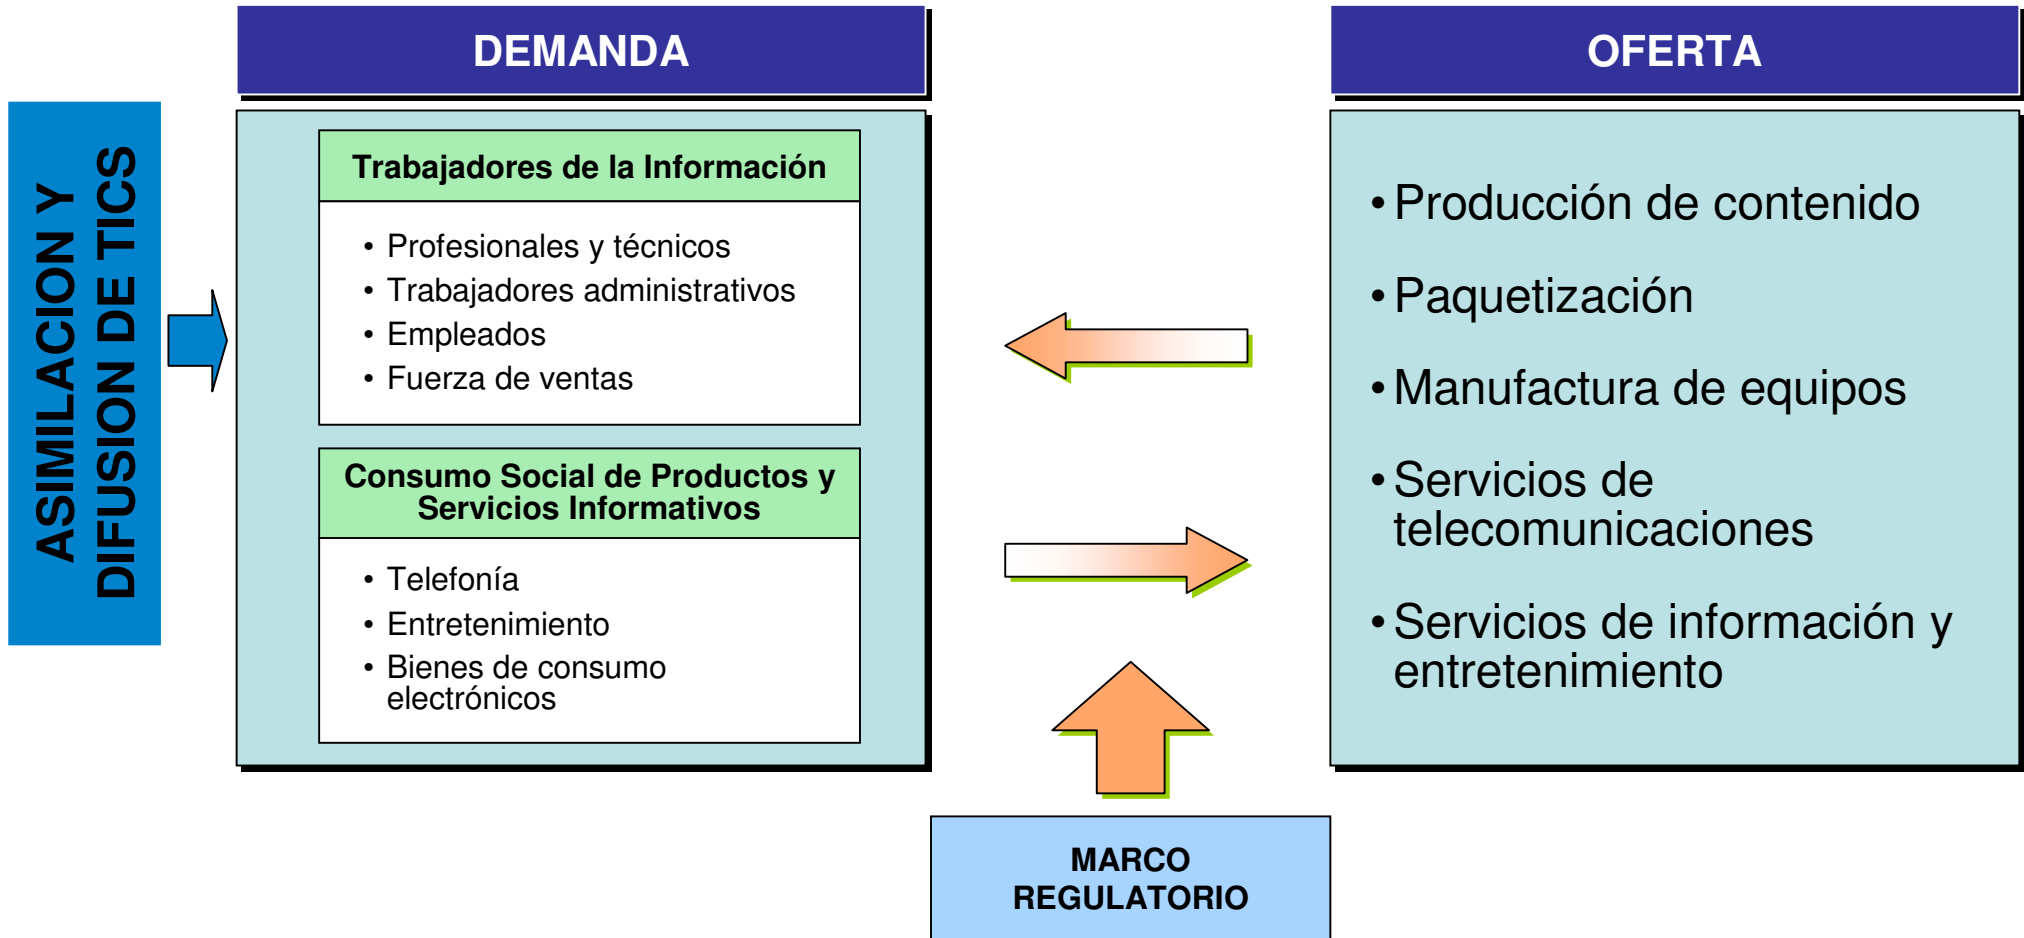 DEMANDA
OFERTA
ASIMILACION Y
DIFUSION DE TICS
Trabajadores de la Información
• Profesionales y técnicos
• Trabajadores administrativos
• Empleados
• Fuerza de ventas
Consumo Social de Productos y
Servicios Informativos
• Telefonía
• Entretenimiento
• Bienes de consumo
electrónicos
• Producción de contenido
• Paquetización
• Manufactura de equipos
• Servicios de
telecomunicaciones
• Servicios de información y
entretenimiento
MARCO
REGULATORIO